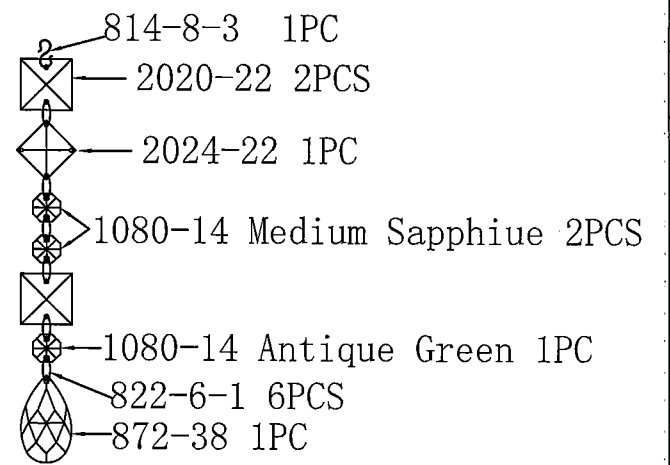 814-8-3 1PC
2020-22 2PCS
2024-22 1PC
1080-14 Medium Sapphiue 2PCS
1080-14 Antique Green 1PC
822-6-1 6PCS
872-38 1PC